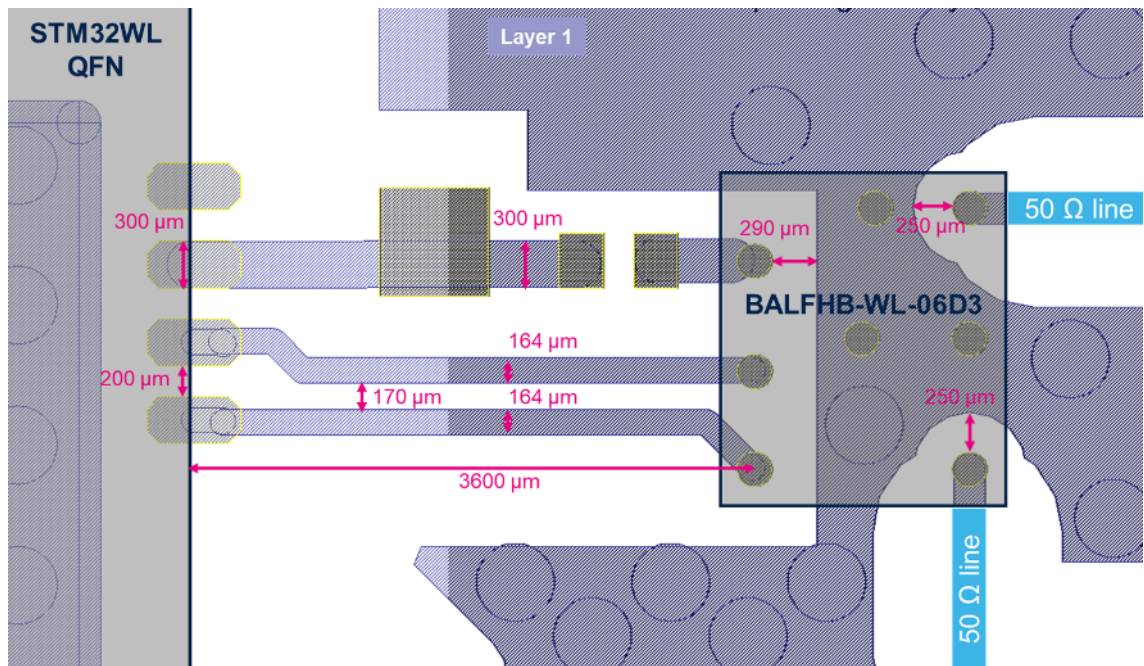 STM32WL
QFN
Layer 1
300 µm
300 µm
290 µm
250 µm
50 Ω line
BALFHB-WL-06D3
164 µm
200 µm
170 µm
164 µm
250 µm
3600 µm
50 Ω line